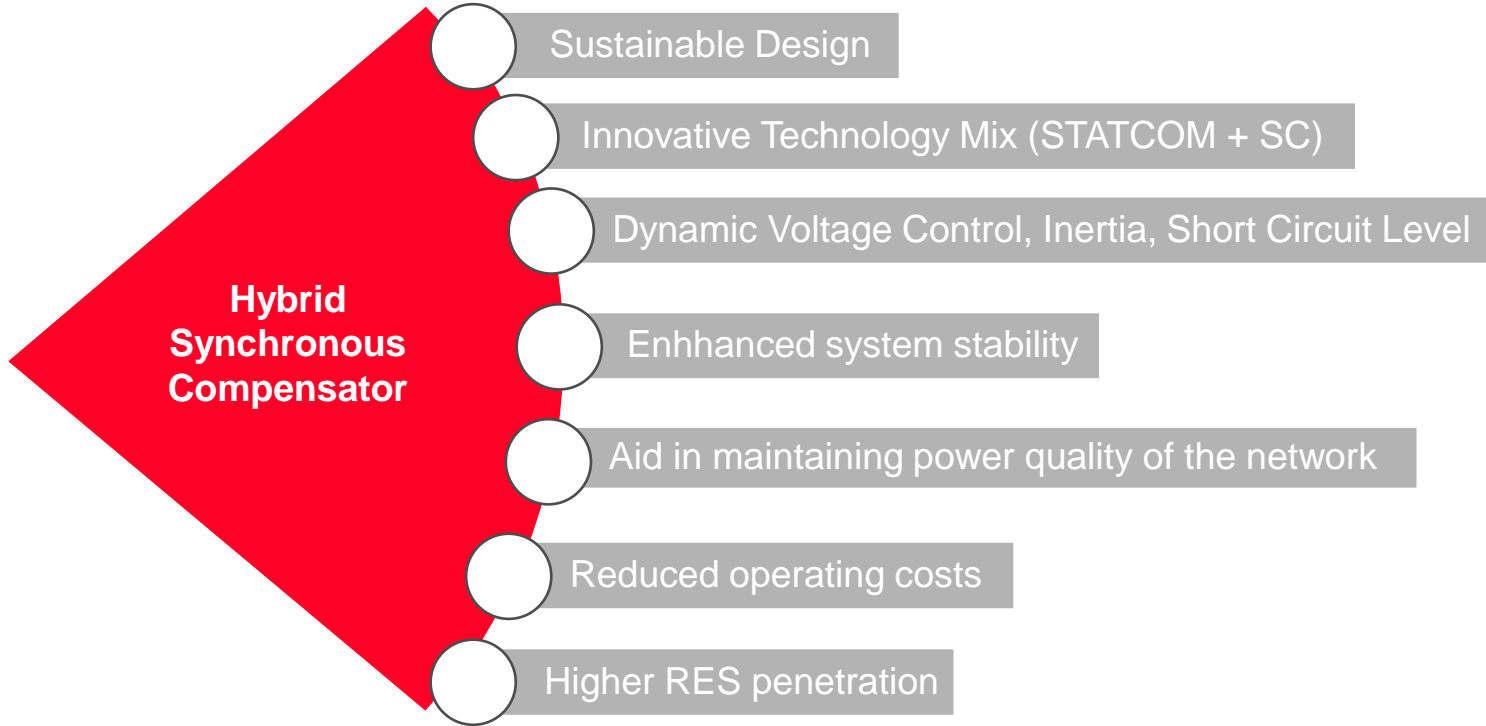 Sustainable Design
Innovative Technology Mix (STATCOM + SC)
Dynamic Voltage Control, Inertia, Short Circuit Level
Hybrid
Synchronous
Compensator
Enhhanced system stability
Aid in maintaining power quality of the network
Reduced operating costs
Higher RES penetration